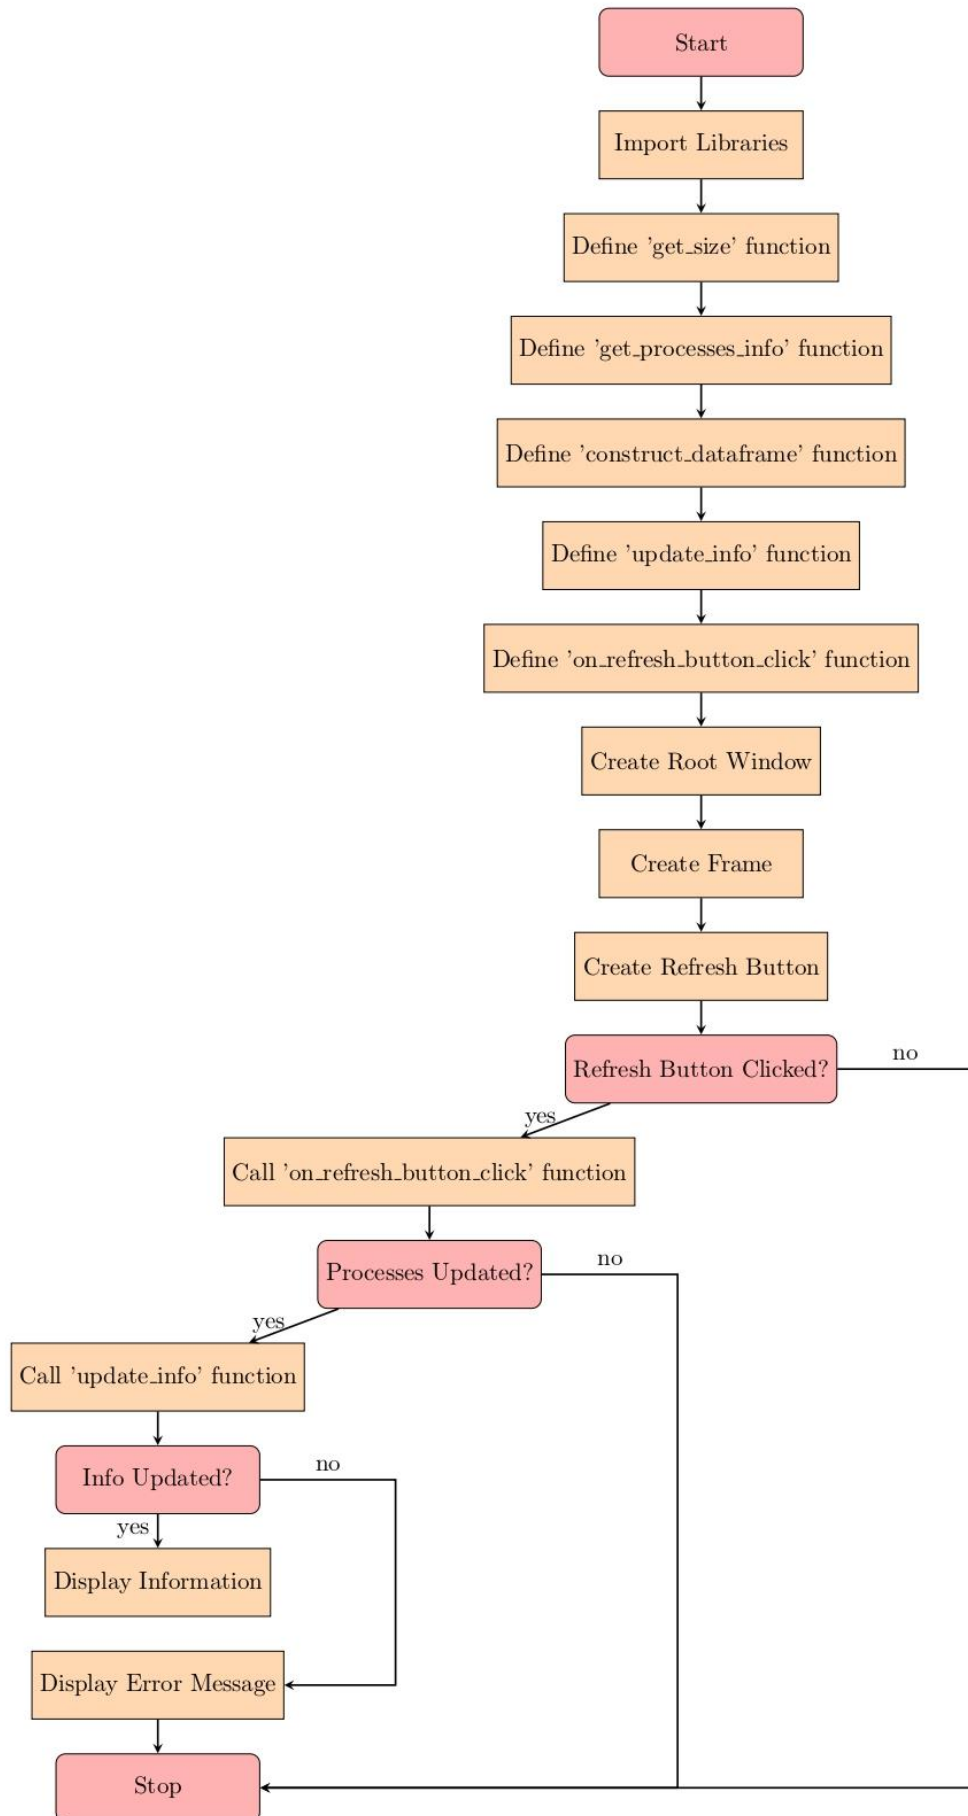 Start
Import Libraries
Define 'get_size' function
Define 'get_processes_info' function
Define 'construct_dataframe' function
Define 'update_info' function
Define 'on_refresh_button_click' function
Create Root Window
Create Frame
Create Refresh Button
Refresh Button Clicked?
no
yes
Call 'on_refresh_button_click' function
Processes Updated?
no
yes
Call 'update_info' function
Info Updated?
no
yes
Display Information
Display Error Message
Stop